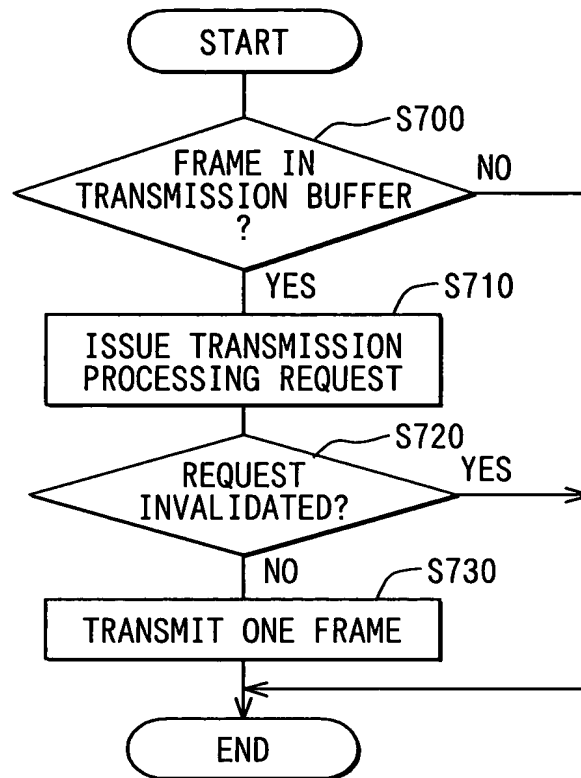 START
S700
FRAME IN
TRANSMISSION BUFFER
?
NO
YES
S710
ISSUE TRANSMISSION
PROCESSING REQUEST
S720
REQUEST
INVALIDATED?
YES
NO
S730
TRANSMIT ONE FRAME
END